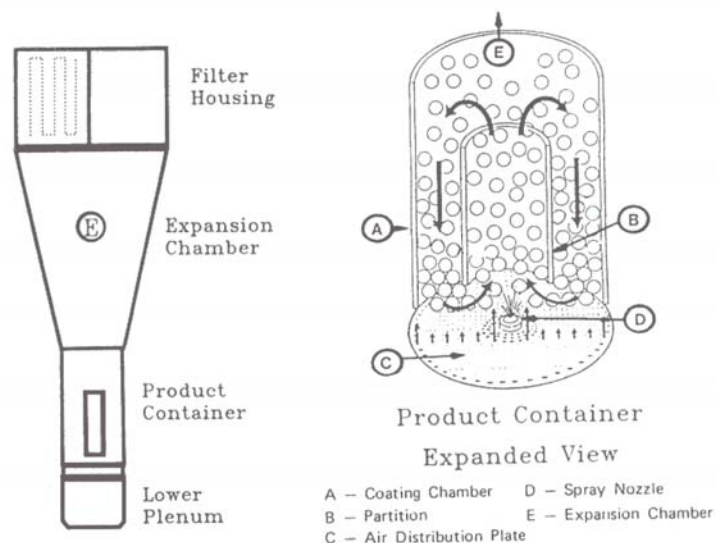 Filter
Housing
E
Expansion
Chamber
Product
Container
Lower
Plenum
E
A
B
D
C
Product Container
Expanded View
A — Coating Chamber
B — Partition
C — Air Distribution Plate
D — Spray Nozzle
E — Expansion Chamber